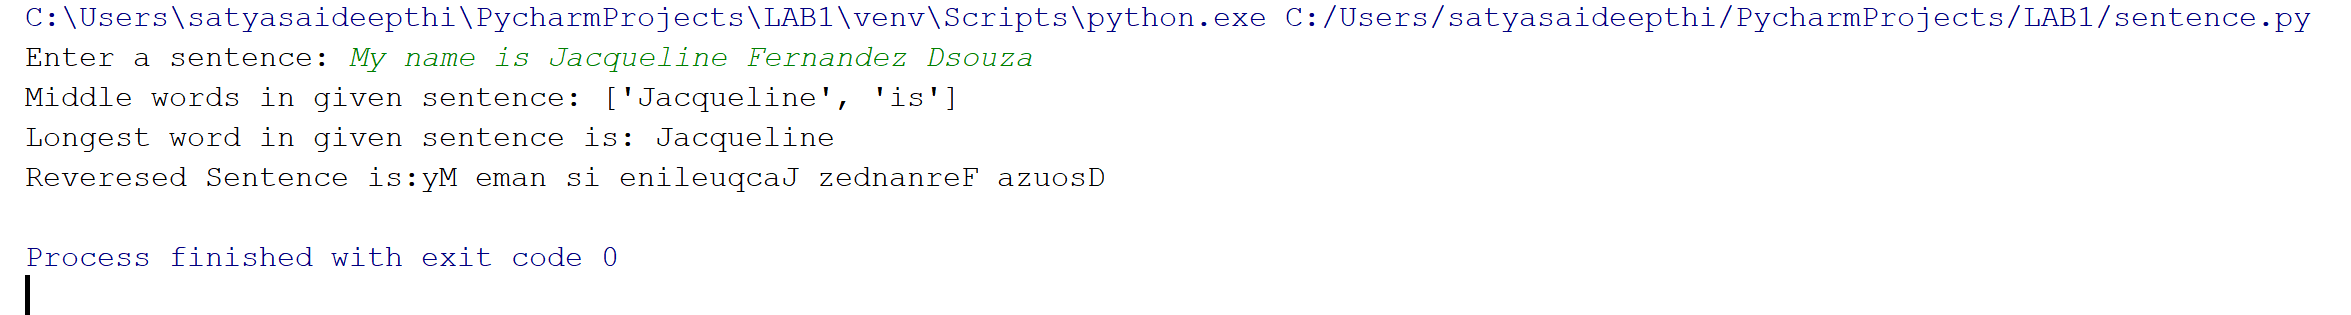 C:\Users\satyasaideepthi\PycharmProjects\LAB1\venv\Scripts\python.exe C:/Users/satyasaideepthi/PycharmProjects/LAB1/sentence.py
Enter a sentence: My name is Jacqueline Fernandez Dsouza
Middle words in given sentence: ['Jacqueline', 'is']
Longest word in given sentence is: Jacqueline
Reveresed Sentence is:yM eman si enileuqcaJ zednanreF azuosD
Process finished with exit code 0